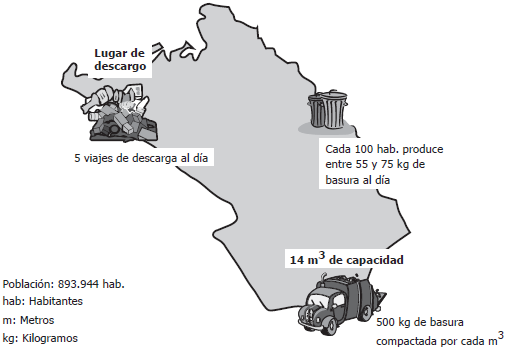 Lugar de
descargo
5 viajes de descarga al día
Cada 100 hab. produce
entre 55 y 75 kg de
basura al día
14 m³ de capacidad
500 kg de basura
compactada por cada m³
Población: 893.944 hab.
hab: Habitantes
m: Metros
kg: Kilogramos